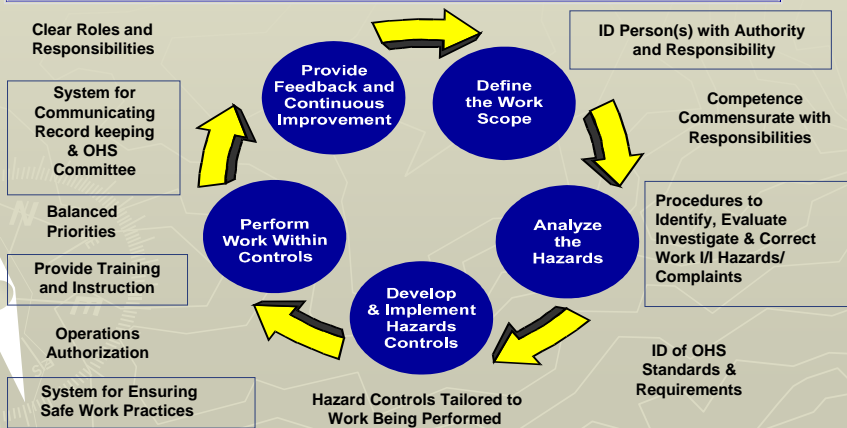 Clear Roles and
Responsibilities
System for
Communicating
Record keeping
& OHS
Committee
Balanced
Priorities
Provide Training
and Instruction
Operations
Authorization
System for Ensuring
Safe Work Practices
Provide
Feedback and
Continuous
Improvement
Define
the Work
Scope
Perform
Work Within
Controls
Analyze
the
Hazards
Develop
& Implement
Hazards
Controls
Hazard Controls Tailored to
Work Being Performed
ID Person(s) with Authority
and Responsibility
Competence
Commensurate with
Responsibilities
Procedures to
Identify, Evaluate
Investigate & Correct
Work I/I Hazards/
Complaints
ID of OHS
Standards &
Requirements